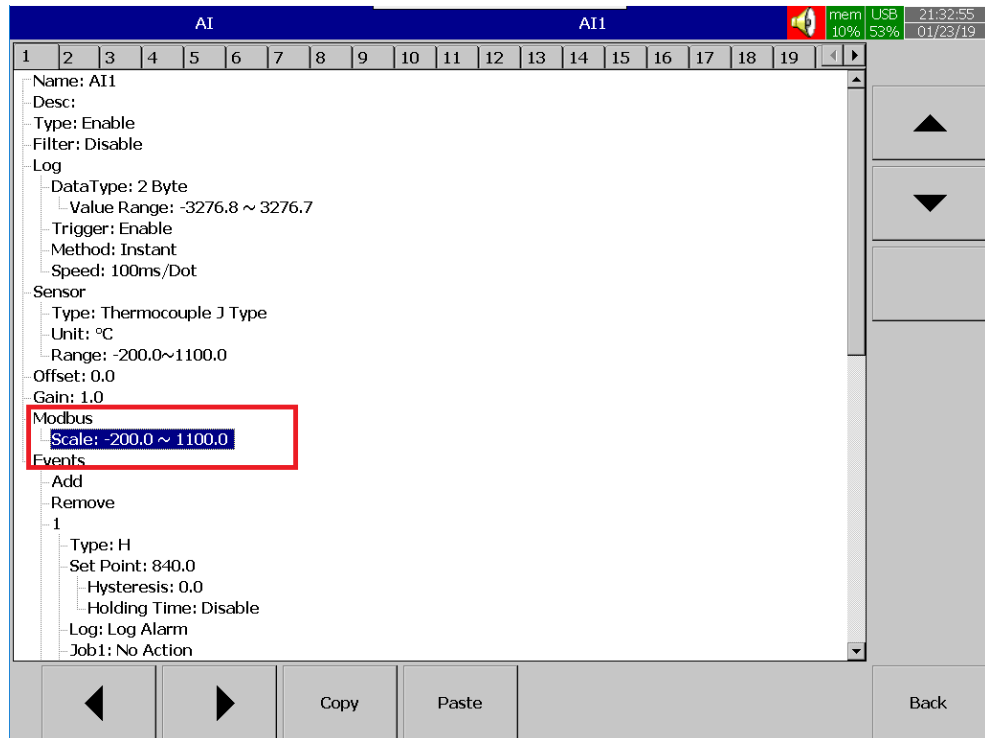 AI AI1 mem 10% USB 53% 21:32:55 01/23/19
1 2 3 4 5 6 7 8 9 10 11 12 13 14 15 16 17 18 19
Name: AI1
Desc:
Type: Enable
Filter: Disable
Log
DataType: 2 Byte
Value Range: -3276.8 ~ 3276.7
Trigger: Enable
Method: Instant
Speed: 100ms/Dot
Sensor
Type: Thermocouple J Type
Unit: °C
Range: -200.0~1100.0
Offset: 0.0
Gain: 1.0
Modbus
Scale: -200.0 ~ 1100.0
Events
Add
Remove
1
Type: H
Set Point: 840.0
Hysteresis: 0.0
Holding Time: Disable
Log: Log Alarm
Job1: No Action
Copy Paste Back